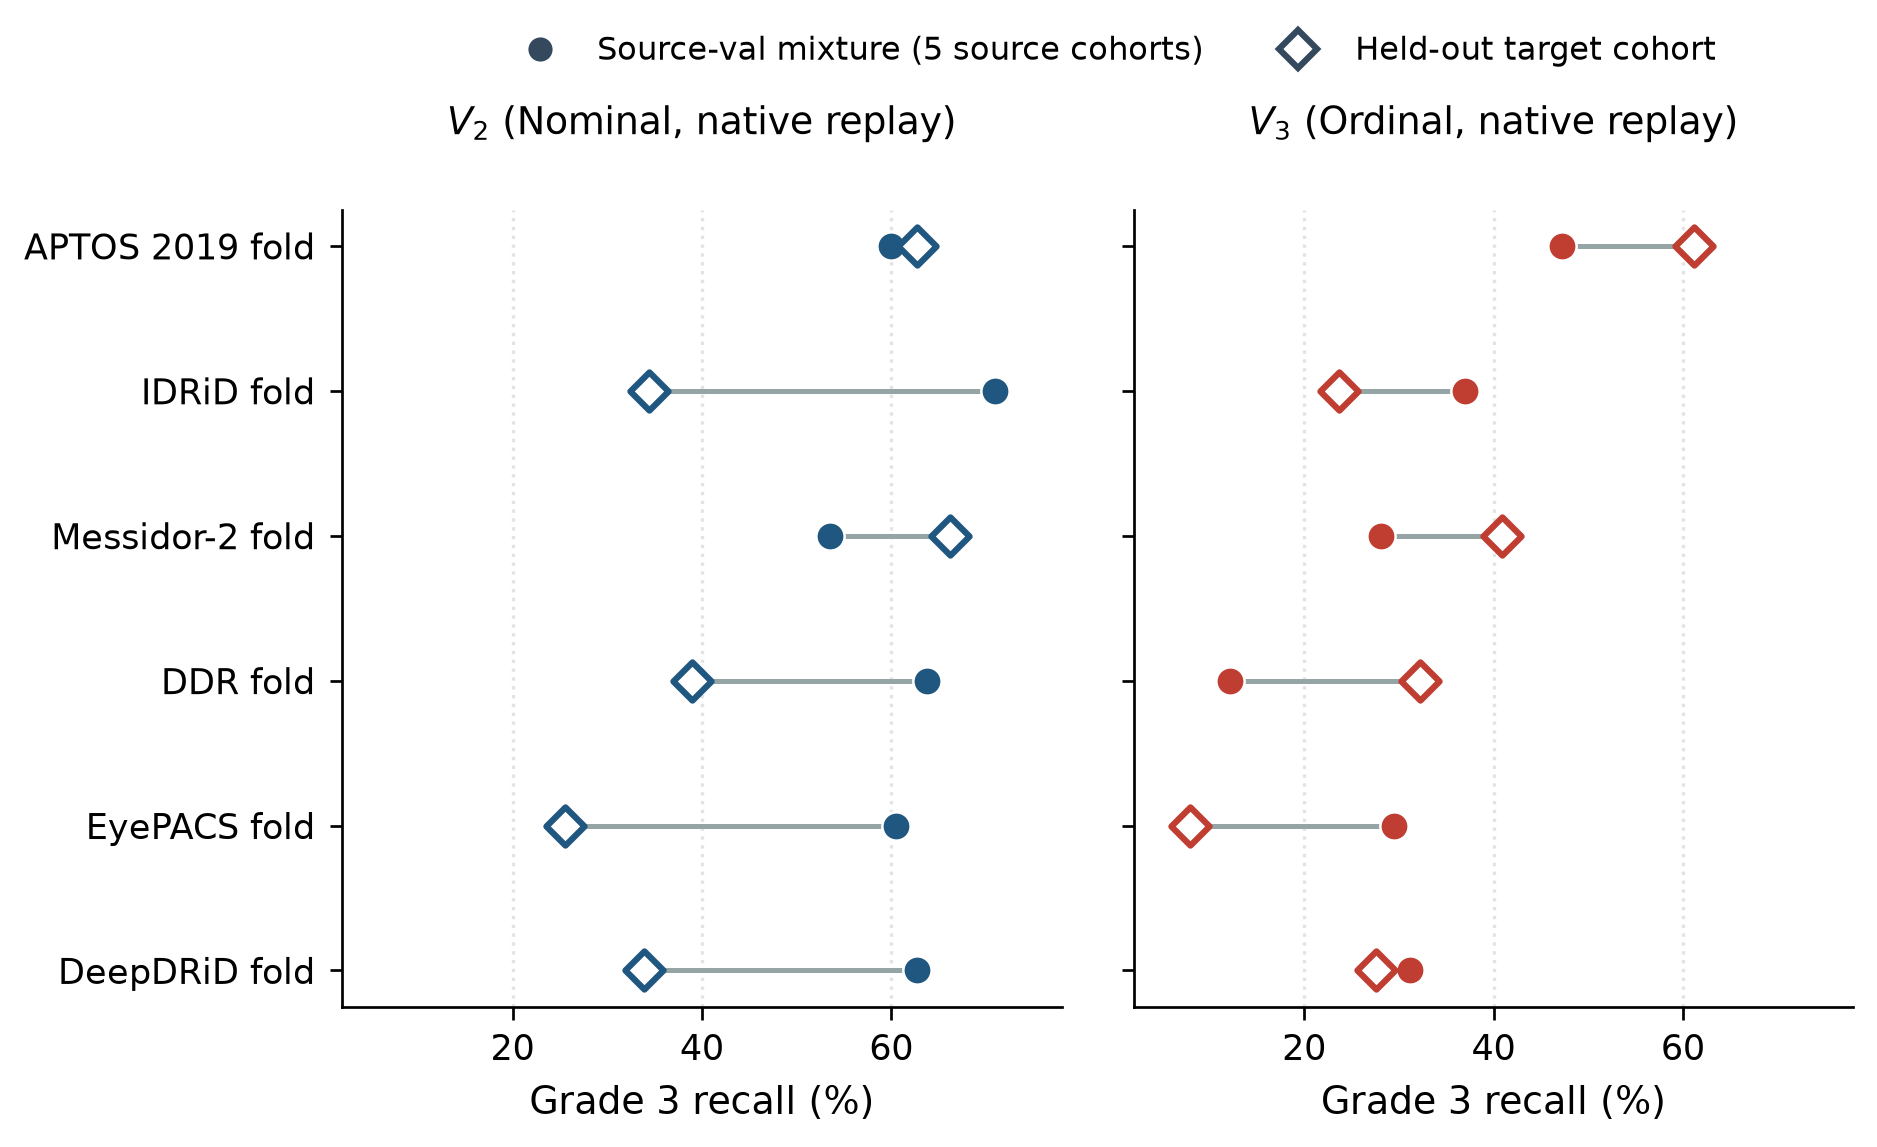 Source-val mixture (5 source cohorts) Held-out target cohort
V₂ (Nominal, native replay) V₃ (Ordinal, native replay)
APTOS 2019 fold
IDRiD fold
Messidor-2 fold
DDR fold
EyePACS fold
DeepDRiD fold
20 40 60 20 40 60
Grade 3 recall (%) Grade 3 recall (%)